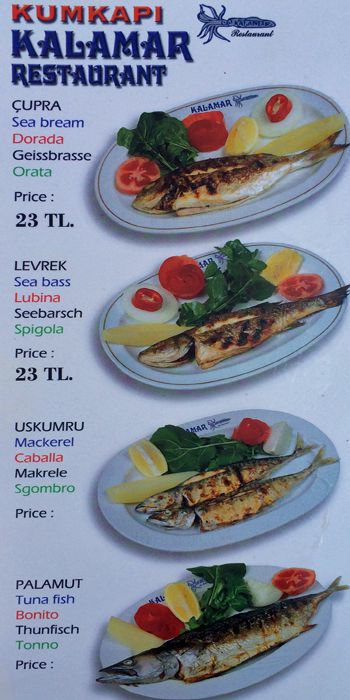 KUMKAPI
KALAMAR
RESTAURANT
KALAMAR
Restaurant
ÇUPRA
Sea bream
Dorada
Geissbrasse
Orata
Price :
23 TL.
KALAMAR
LEVREK
Sea bass
Lubina
Seebarsch
Spigola
Price :
23 TL.
USKUMRU
Mackerel
Caballa
Makrele
Sgombro
Price :
KALAMAR
PALAMUT
Tuna fish
Bonito
Thunfisch
Tonno
Price :